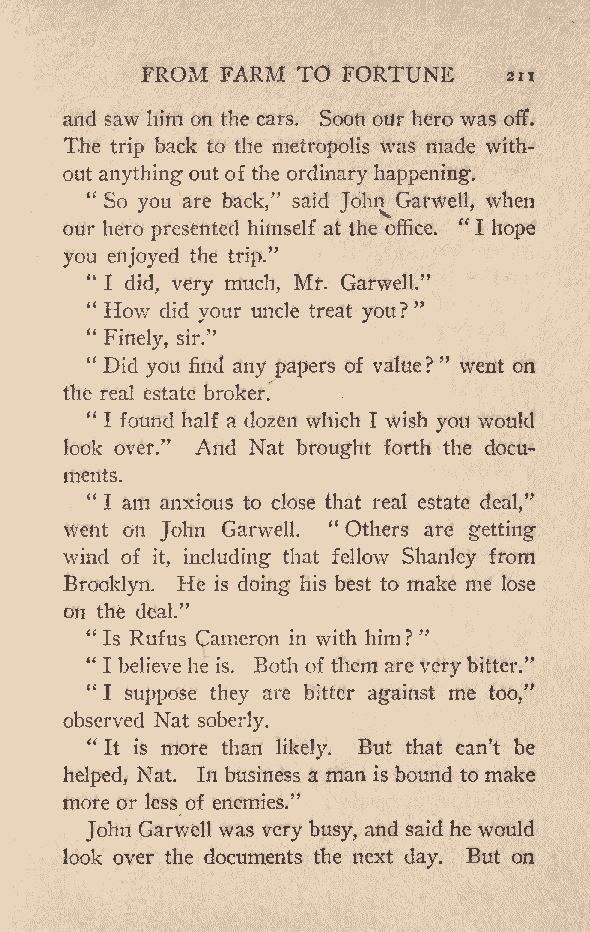 FROM FARM TO FORTUNE 211
and saw him on the cars. Soon our hero was off.
The trip back to the metropolis was made with-
out anything out of the ordinary happening.
“ So you are back,” said John Garwell, when
our hero presented himself at the office. “ I hope
you enjoyed the trip.”
“ I did, very much, Mr. Garwell.”
“ How did your uncle treat you? ”
“ Finely, sir.”
“ Did you find any papers of value? ” went on
the real estate broker.
“ I found half a dozen which I wish you would
look over.” And Nat brought forth the docu-
ments.
“ I am anxious to close that real estate deal,”
went on John Garwell. “ Others are getting
wind of it, including that fellow Shanley from
Brooklyn. He is doing his best to make me lose
on the deal.”
“ Is Rufus Cameron in with him? ”
“ I believe he is. Both of them are very bitter.”
“ I suppose they are bitter against me too,”
observed Nat soberly.
“ It is more than likely. But that can’t be
helped, Nat. In business a man is bound to make
more or less of enemies.”
John Garwell was very busy, and said he would
look over the documents the next day. But on